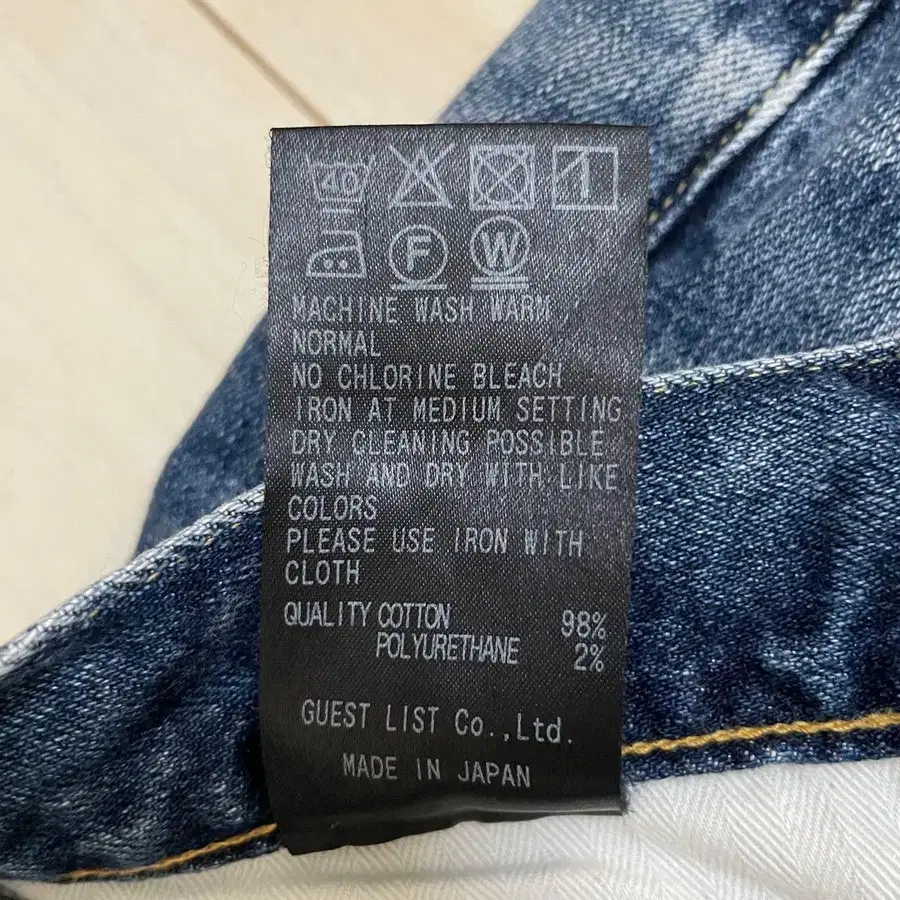 40
F W
MACHINE WASH WARM
NORMAL
NO CHLORINE BLEACH
IRON AT MEDIUM SETTING
DRY CLEANING POSSIBLE
WASH AND DRY WITH LIKE
COLORS
PLEASE USE IRON WITH
CLOTH
QUALITY COTTON 98%
POLYURETHANE 2%
GUEST LIST Co.,Ltd.
MADE IN JAPAN